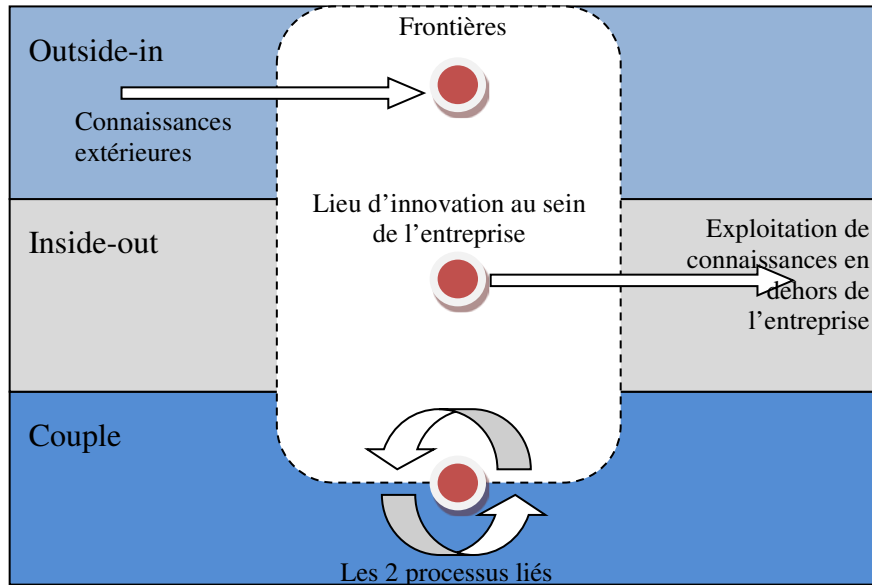 Frontières
Outside-in
Connaissances
extérieures
Lieu d'innovation au sein
de l'entreprise
Inside-out
Exploitation de
connaissances en
dehors de
l'entreprise
Couple
Les 2 processus liés